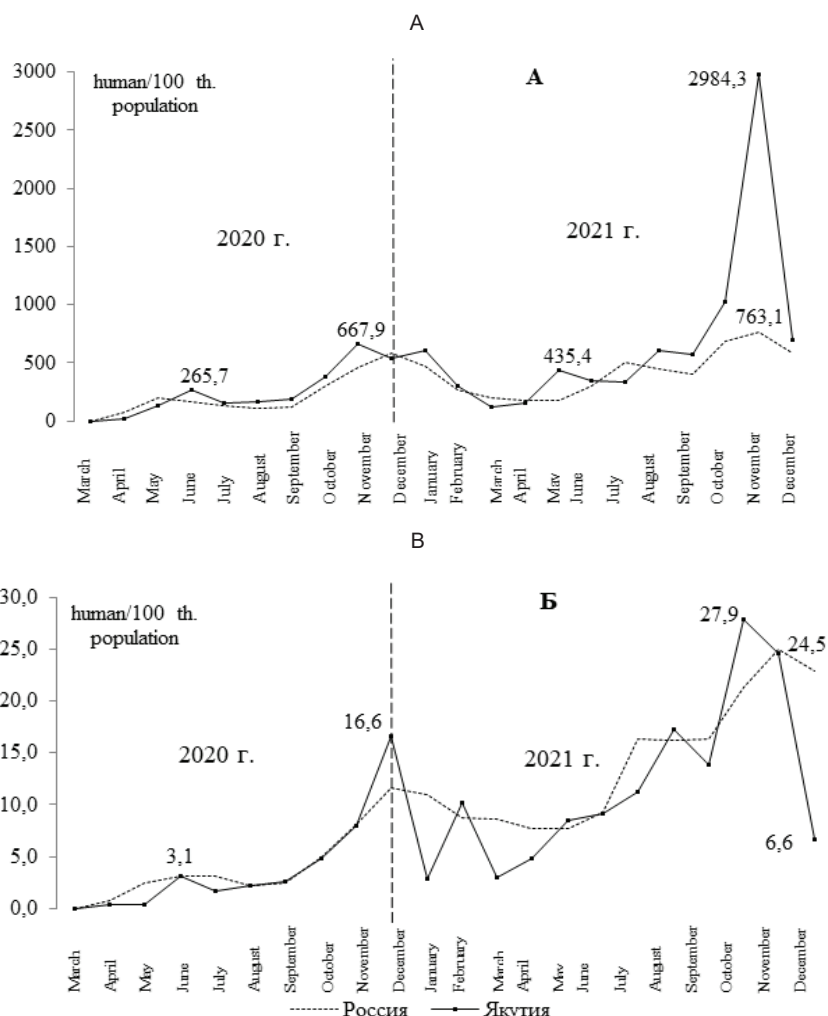 A
A
human/100 th.
population
3000
2500
2000
1500
1000
500
0
2020 г.
2021 г.
265,7
667,9
435,4
2984,3
763,1
March
April
May
June
July
August
September
October
November
December
January
February
March
April
May
June
July
August
September
October
November
December
B
Б
human/100 th.
population
30,0
25,0
20,0
15,0
10,0
5,0
0,0
2020 г.
2021 г.
3,1
16,6
27,9
24,5
6,6
March
April
May
June
July
August
September
October
November
December
January
February
March
April
May
June
July
August
September
October
November
December
Россия
Якутия